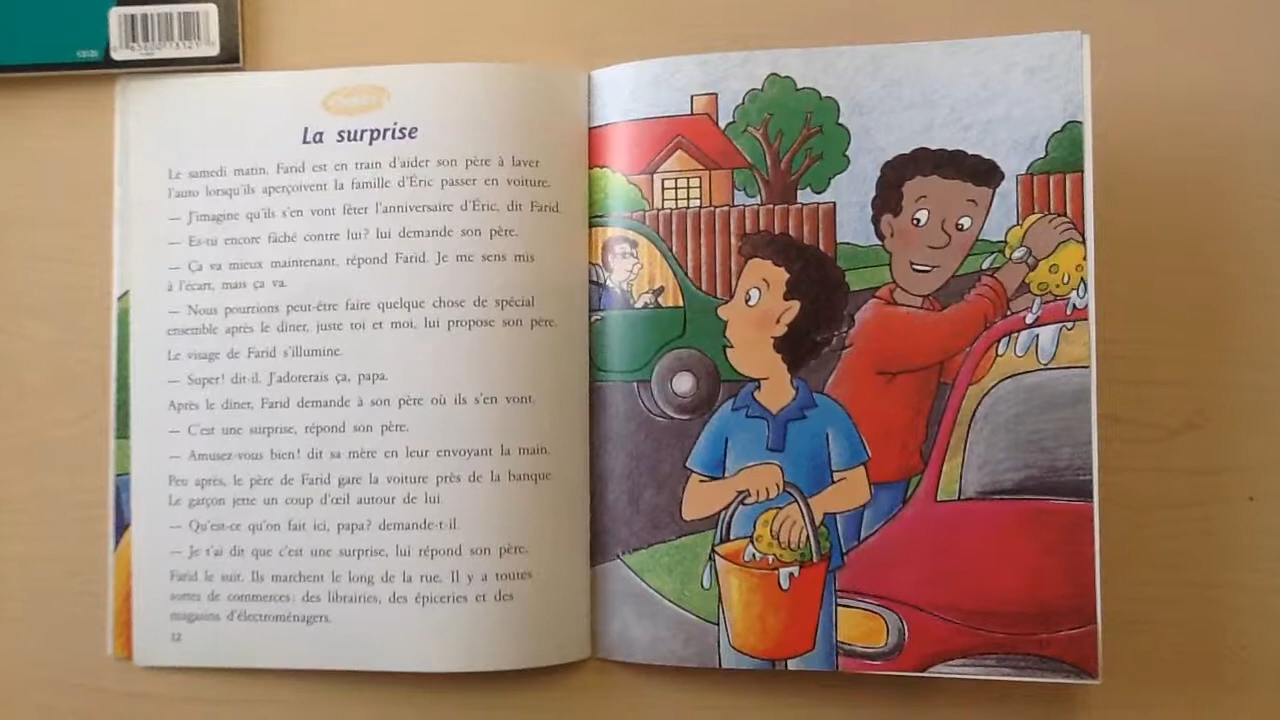 La surprise
Le samedi matin, Farid est en train d'aider son père à laver
l'auto lorsqu'ils aperçoivent la famille d'Éric passer en voiture.
— J'imagine qu'ils s'en vont fêter l'anniversaire d'Éric, dit Farid.
— Es-tu encore fâché contre lui? lui demande son père.
— Ça va mieux maintenant, répond Farid. Je me sens mis
à l'écart, mais ça va.
— Nous pourrions peut-être faire quelque chose de spécial
ensemble après le dîner, juste toi et moi, lui propose son père.
Le visage de Farid s'illumine.
— Super! dit-il. J'adorerais ça, papa.
Après le dîner, Farid demande à son père où ils s'en vont.
— C'est une surprise, répond son père.
— Amusez-vous bien! dit sa mère en leur envoyant la main.
Peu après, le père de Farid gare la voiture près de la banque.
Le garçon jette un coup d'œil autour de lui.
— Qu'est-ce qu'on fait ici, papa? demande-t-il.
— Je t'ai dit que c'est une surprise, lui répond son père.
Farid le suit. Ils marchent le long de la rue. Il y a toutes
sortes de commerces: des librairies, des épiceries et des
magasins d'électroménagers.
12